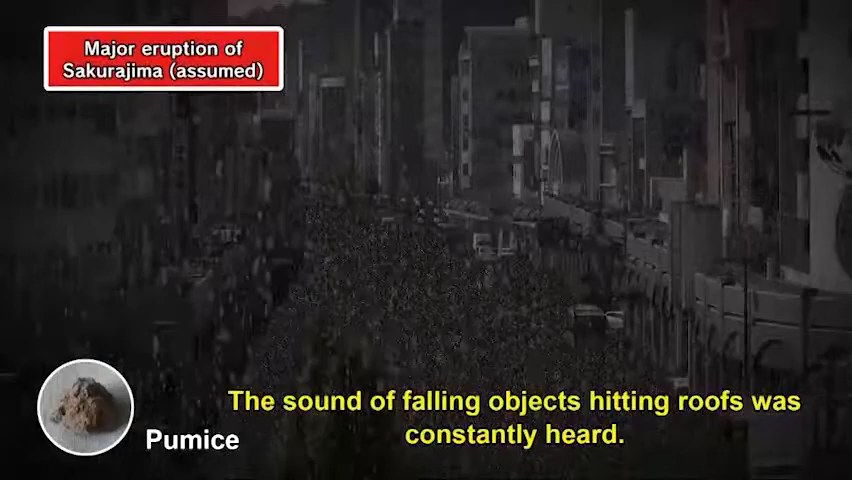 Major eruption of
Sakurajima (assumed)
The sound of falling objects hitting roofs was
constantly heard.
Pumice